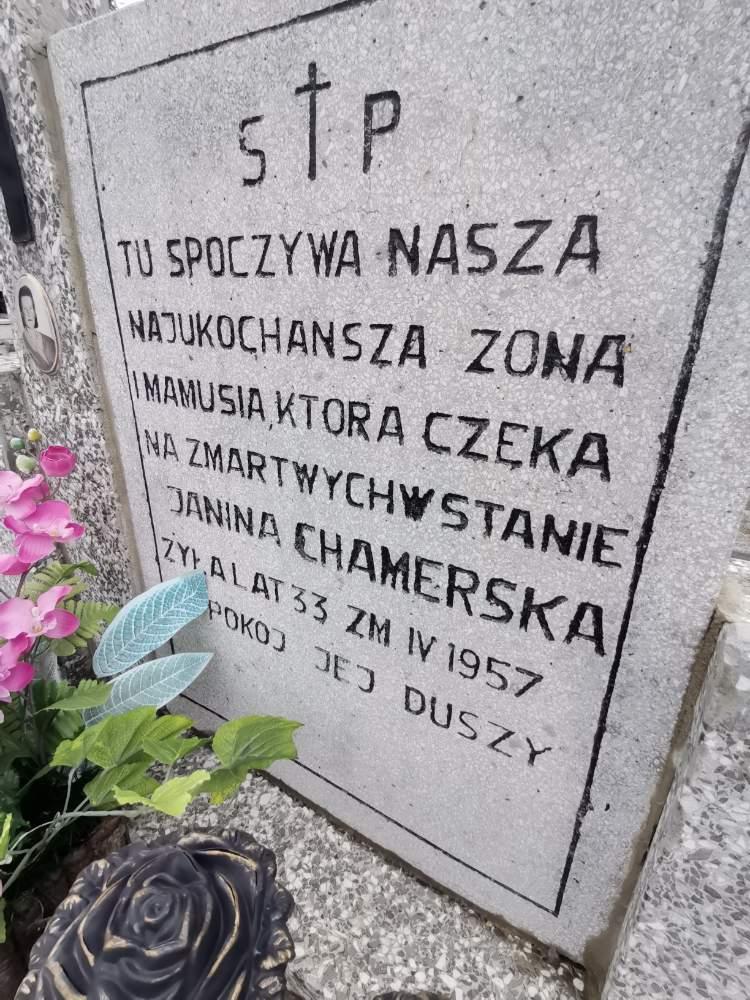 S † P
TU SPOCZYWA NASZA
NAJUKOCHANSZA ZONA
I MAMUSIA, KTORA CZEKA
NA ZMARTWYCHWSTANIE
JANINA CHAMERSKA
ZYŁA LAT 33 ZM IV 1957
POKOJ JEJ DUSZY